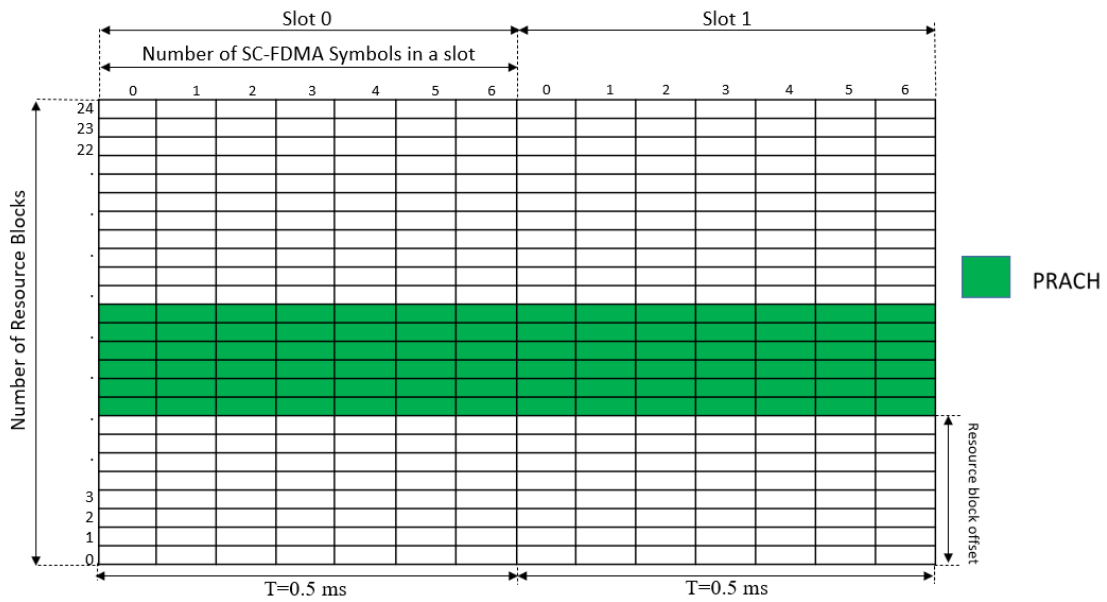 Slot 0
Slot 1
Number of SC-FDMA Symbols in a slot
0 1 2 3 4 5 6 0 1 2 3 4 5 6
24
23
22
.
.
.
.
.
.
.
.
3
2
1
0
Number of Resource Blocks
PRACH
Resource block offset
T=0.5 ms
T=0.5 ms